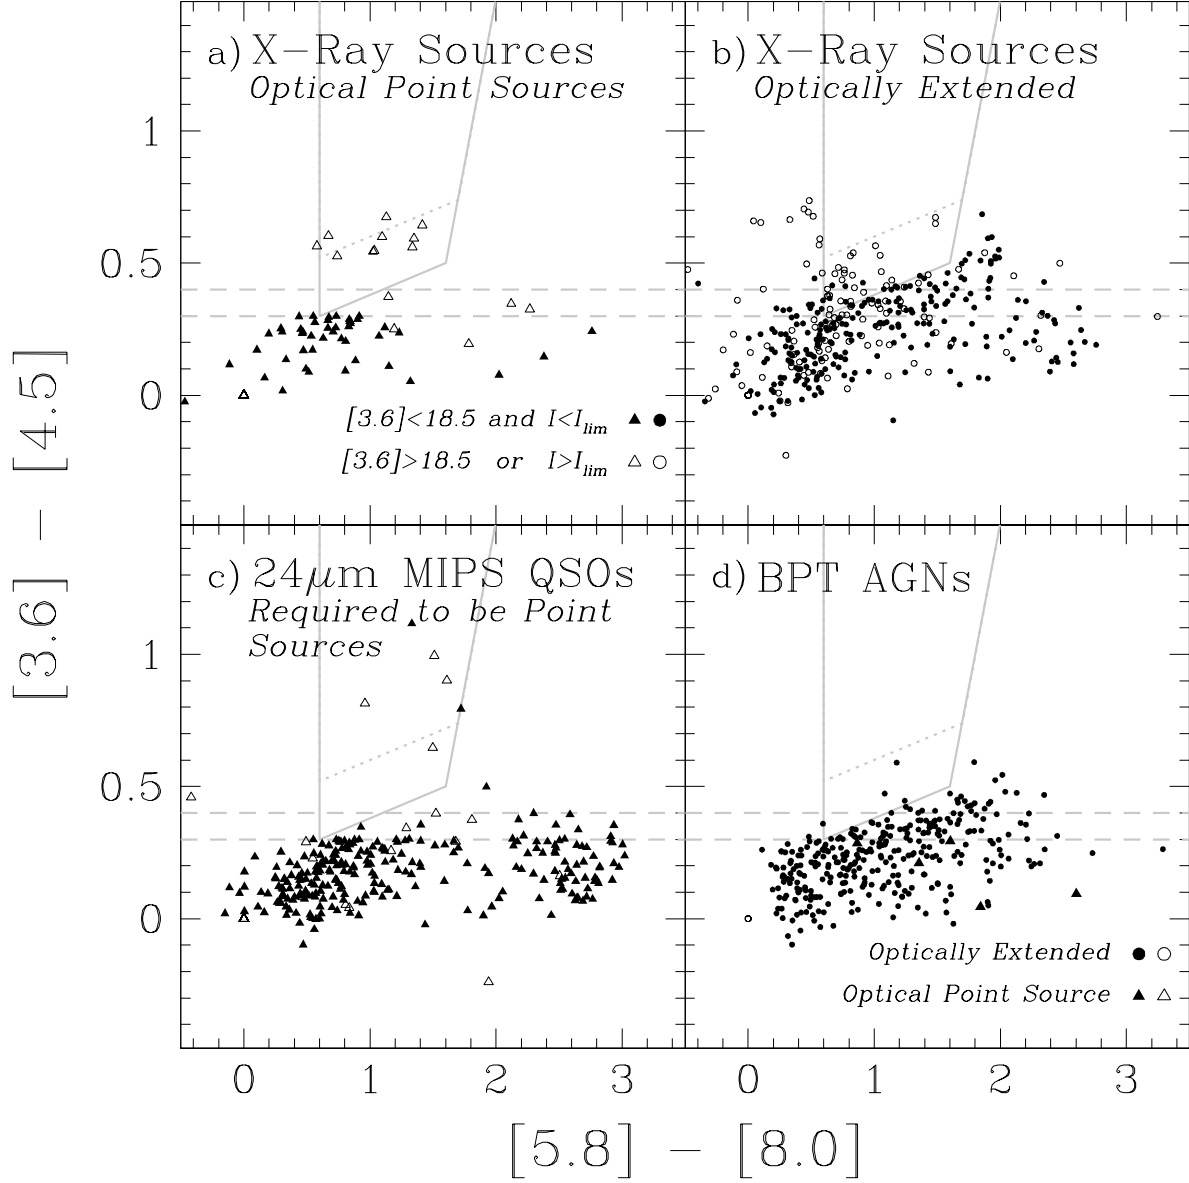 a) X-Ray Sources
Optical Point Sources
b) X-Ray Sources
Optically Extended
1
0.5
0
[3.6]<18.5 and I<I_lim
[3.6]>18.5 or I>I_lim
[3.6] - [4.5]
c) 24μm MIPS QSOs
Required to be Point
Sources
d) BPT AGNs
1
0.5
0
Optically Extended
Optical Point Source
0 1 2 3
0 1 2 3
[5.8] - [8.0]